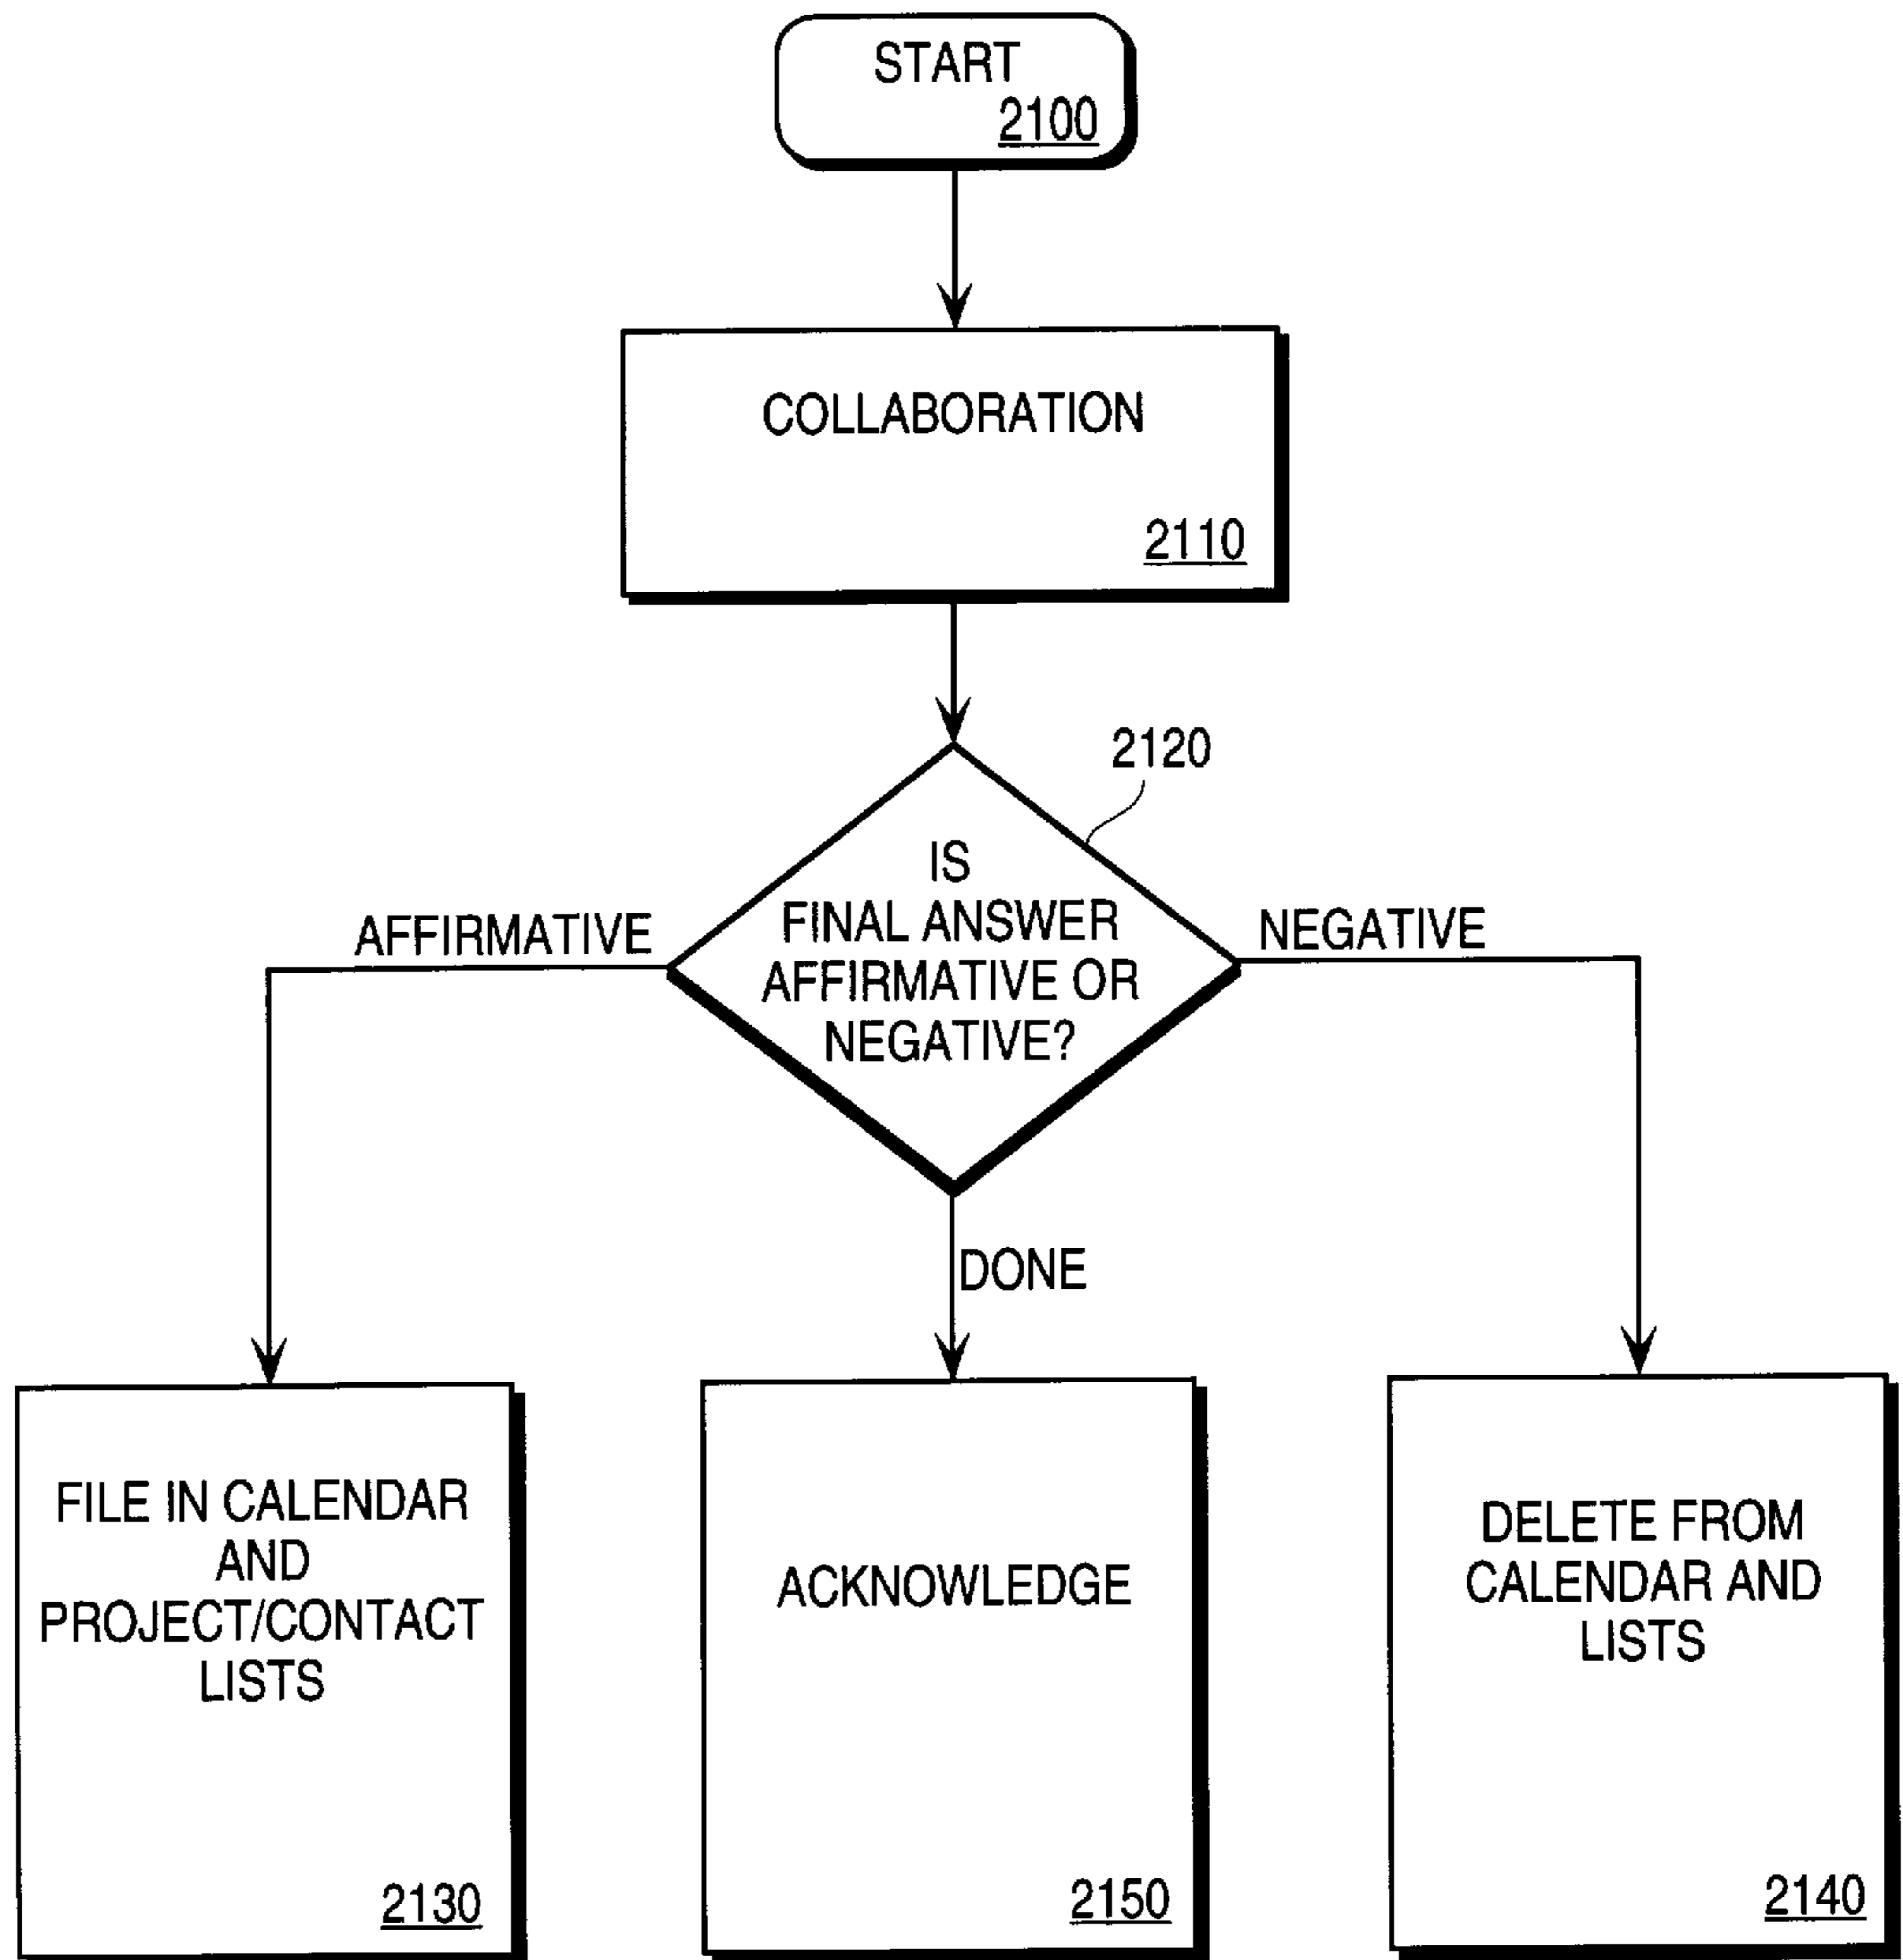 START
2100
COLLABORATION
2110
2120
IS
FINAL ANSWER
AFFIRMATIVE OR
NEGATIVE?
AFFIRMATIVE
NEGATIVE
DONE
FILE IN CALENDAR
AND
PROJECT/CONTACT
LISTS
2130
ACKNOWLEDGE
2150
DELETE FROM
CALENDAR AND
LISTS
2140